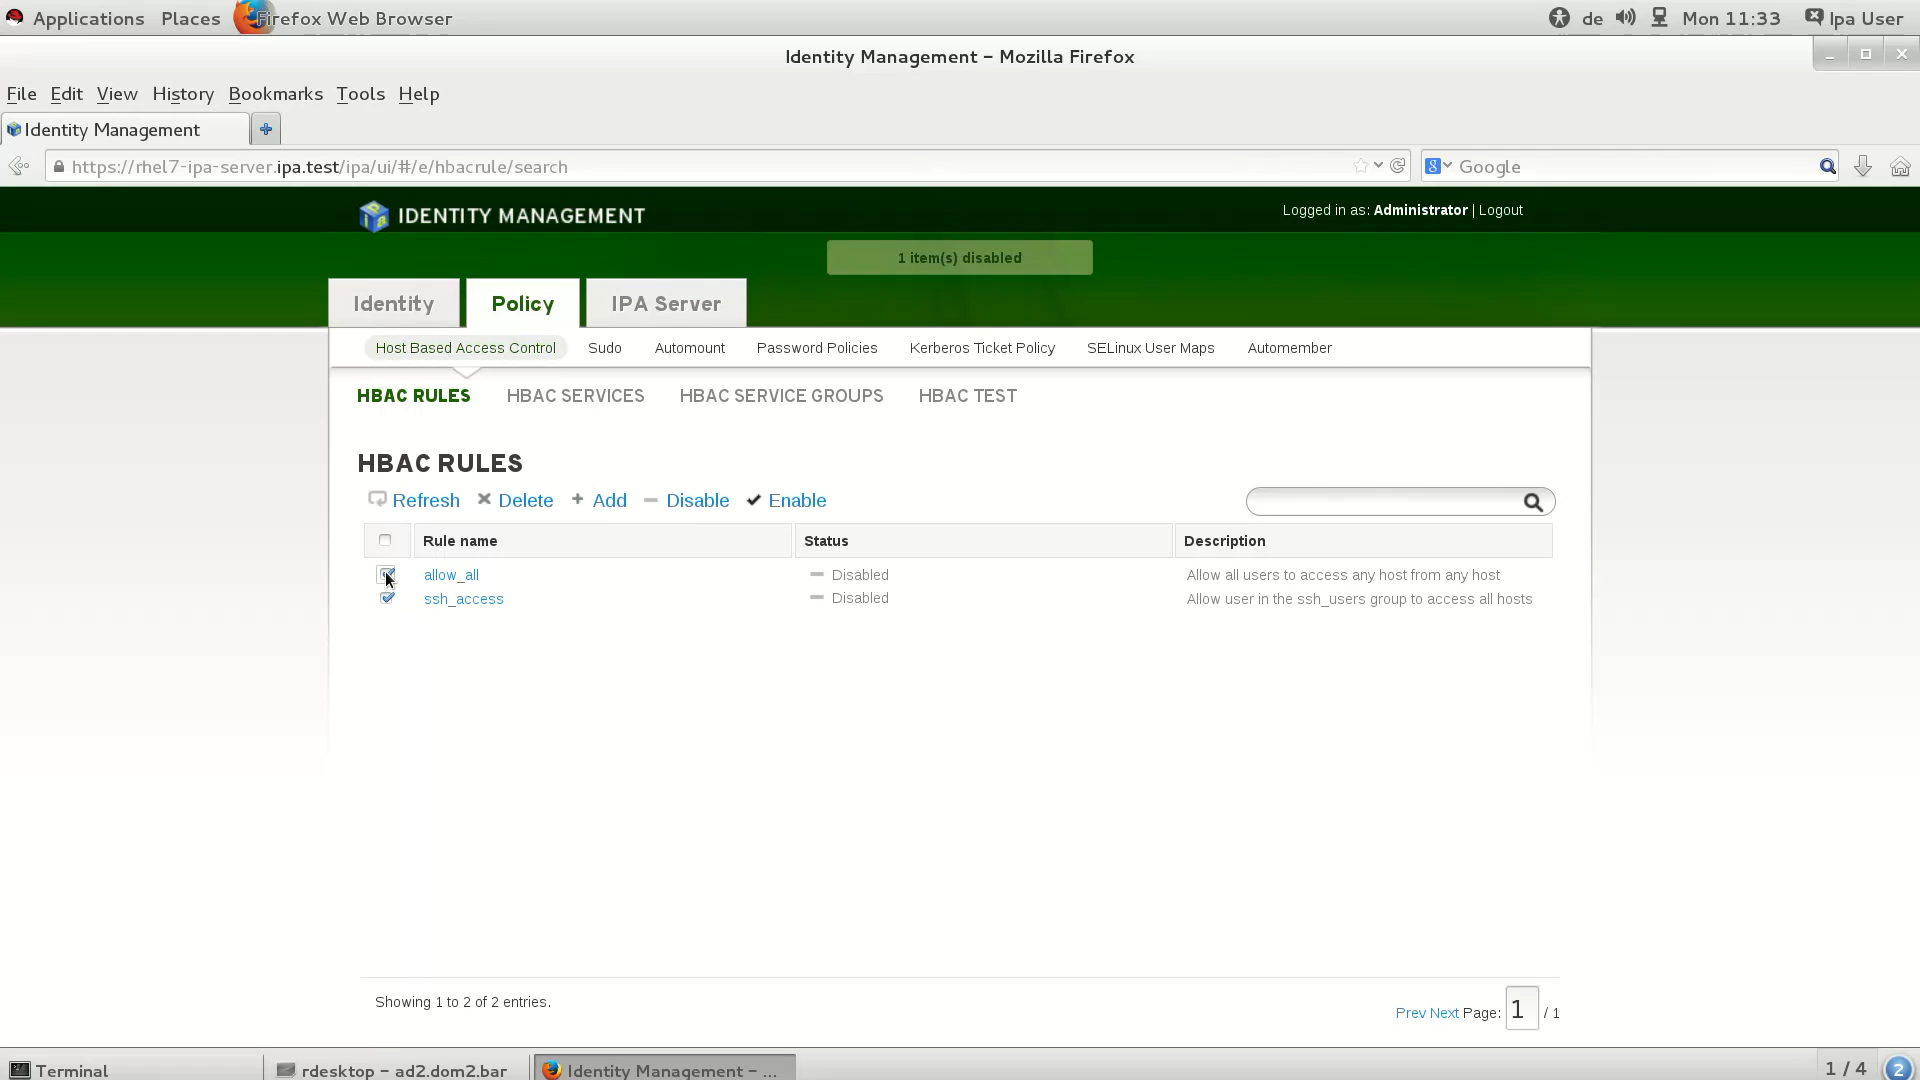 Applications Places Firefox Web Browser de Mon 11:33 Ipa User
Identity Management - Mozilla Firefox
File Edit View History Bookmarks Tools Help
Identity Management
https://rhel7-ipa-server.ipa.test/ipa/ui/#/e/hbacrule/search Google
IDENTITY MANAGEMENT Logged in as: Administrator | Logout
1 item(s) disabled
Identity Policy IPA Server
Host Based Access Control Sudo Automount Password Policies Kerberos Ticket Policy SELinux User Maps Automember
HBAC RULES HBAC SERVICES HBAC SERVICE GROUPS HBAC TEST
HBAC RULES
Refresh Delete Add Disable Enable
Rule name Status Description
allow_all Disabled Allow all users to access any host from any host
ssh_access Disabled Allow user in the ssh_users group to access all hosts
Showing 1 to 2 of 2 entries.
Prev Next Page: 1 / 1
Terminal rdesktop - ad2.dom2.bar Identity Management - ... 1 / 4 2